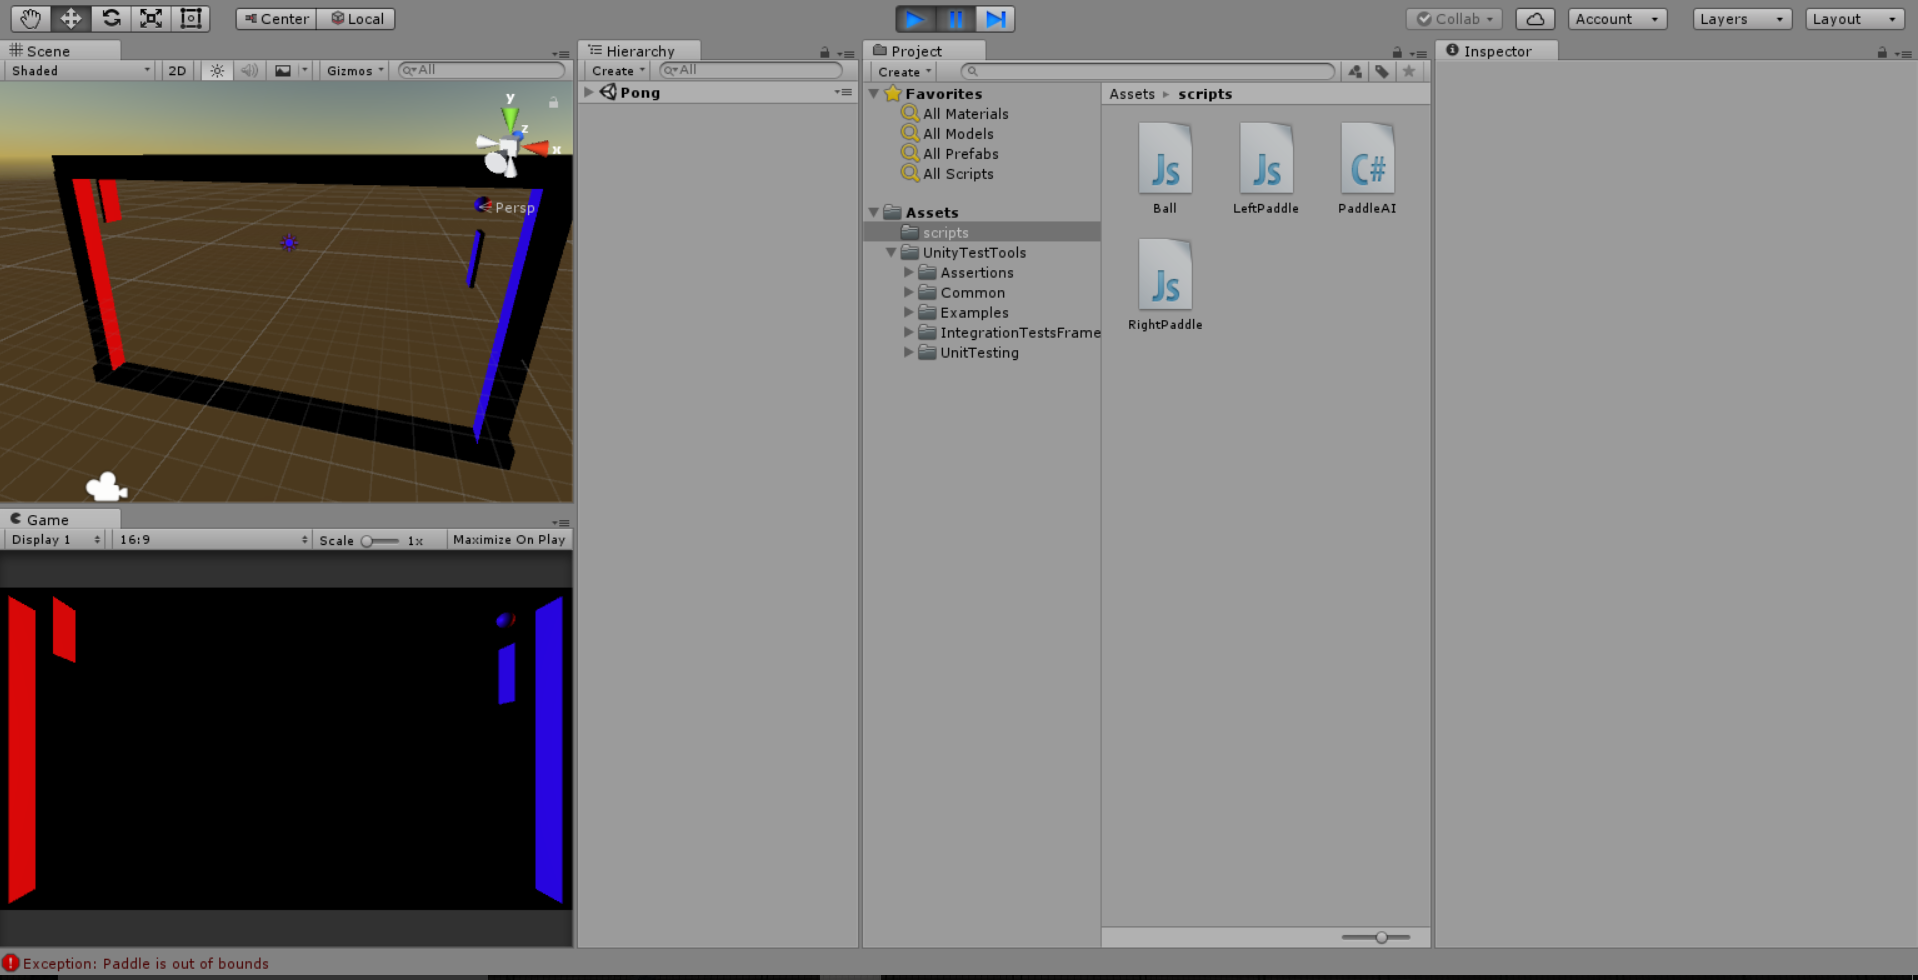 Center
Local
Collab
Account
Layers
Layout
Scene
Shaded
2D
Gizmos
All
y
z
x
Persp
Game
Display 1
16:9
Scale
1x
Maximize On Play
Hierarchy
Create
All
Pong
Project
Create
Favorites
All Materials
All Models
All Prefabs
All Scripts
Assets
scripts
UnityTestTools
Assertions
Common
Examples
IntegrationTestsFrame
UnitTesting
Assets ▸ scripts
Js
Js
C#
Ball
LeftPaddle
PaddleAI
Js
RightPaddle
Inspector
Exception: Paddle is out of bounds